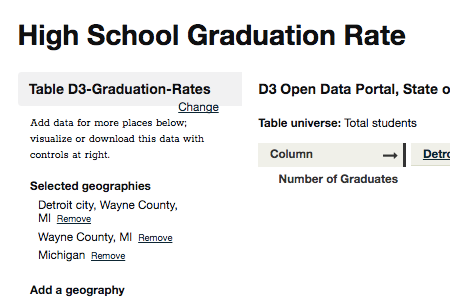 High School Graduation Rate
Table D3-Graduation-Rates
Change
Add data for more places below;
visualize or download this data with
controls at right.
Selected geographies
Detroit city, Wayne County,
MI Remove
Wayne County, MI Remove
Michigan Remove
Add a geography
D3 Open Data Portal, State o
Table universe: Total students
Column → Detro
Number of Graduates